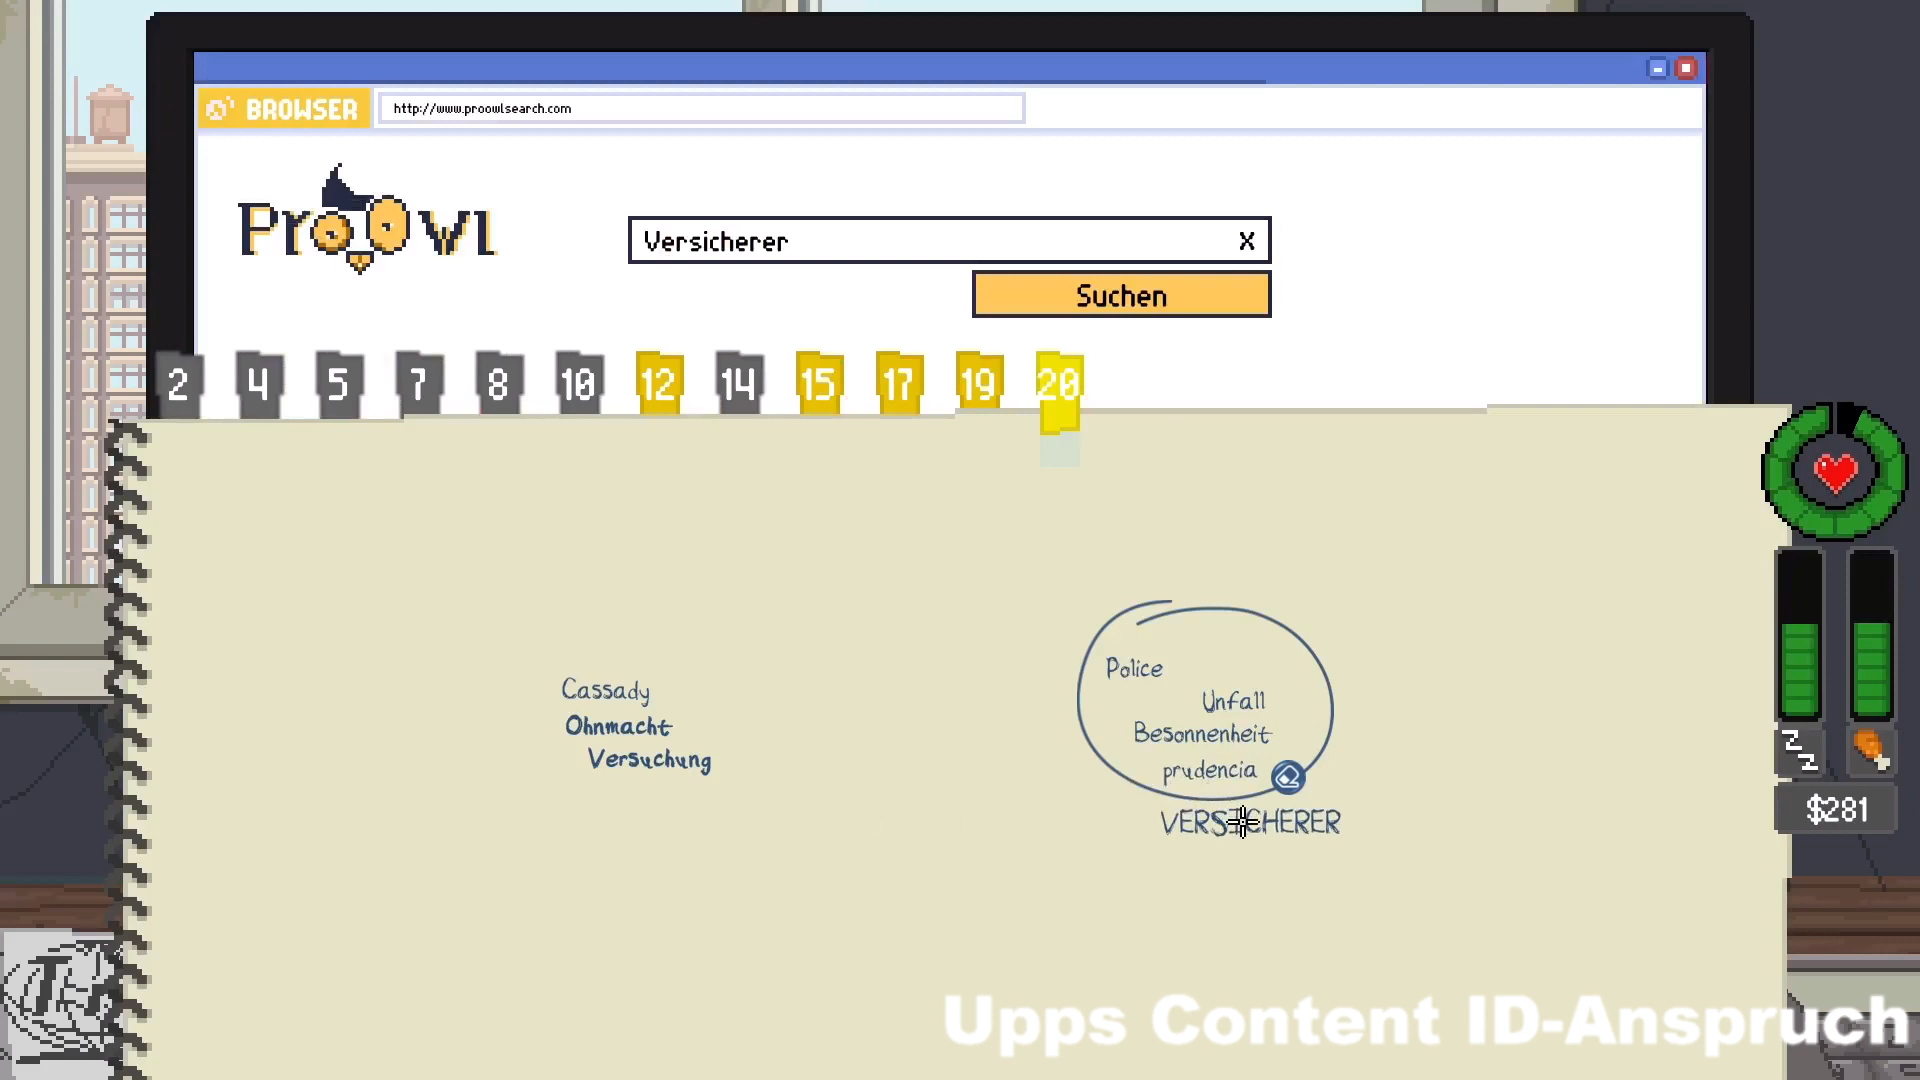 BROWSER
http://www.proowlsearch.com
PrOOwl
Versicherer X
Suchen
2 4 5 7 8 10 12 14 15 17 19 20
Cassady
Ohnmacht
Versuchung
Police
Unfall
Besonnenheit
prudencia
VERSICHERER
$281
Upps Content ID-Anspruch